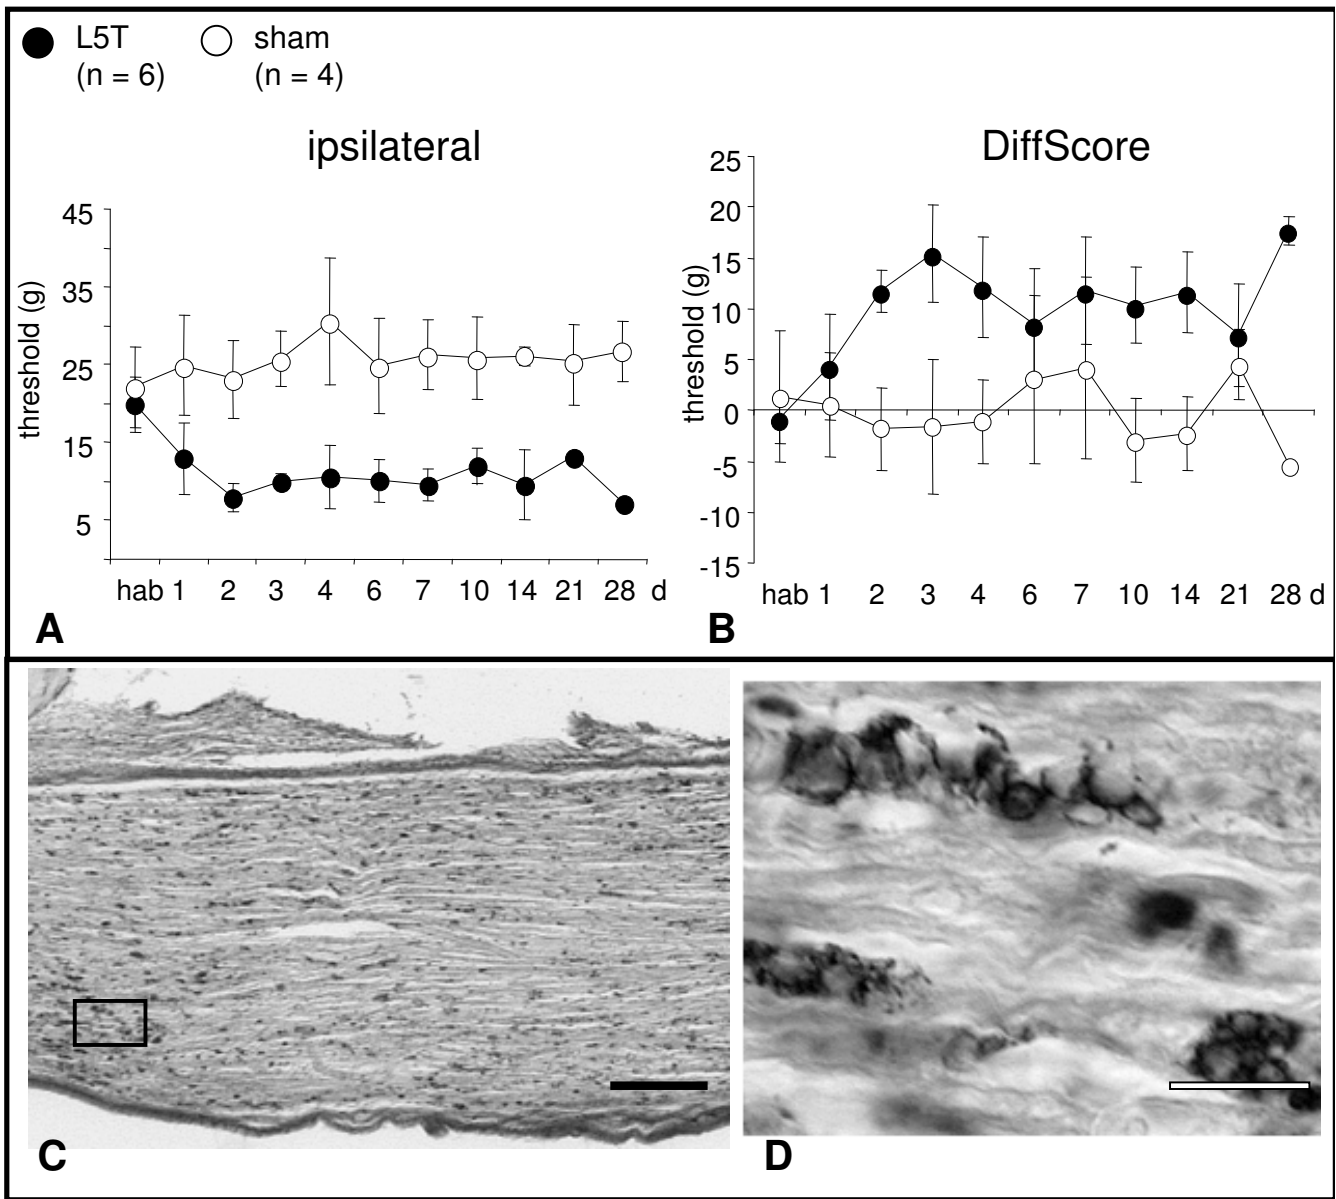 L5T
(n = 6)
sham
(n = 4)
ipsilateral
threshold (g)
45
35
25
15
5
hab 1 2 3 4 6 7 10 14 21 28 d
A
DiffScore
threshold (g)
25
20
15
10
5
0
-5
-10
-15
hab 1 2 3 4 6 7 10 14 21 28 d
B
C
D